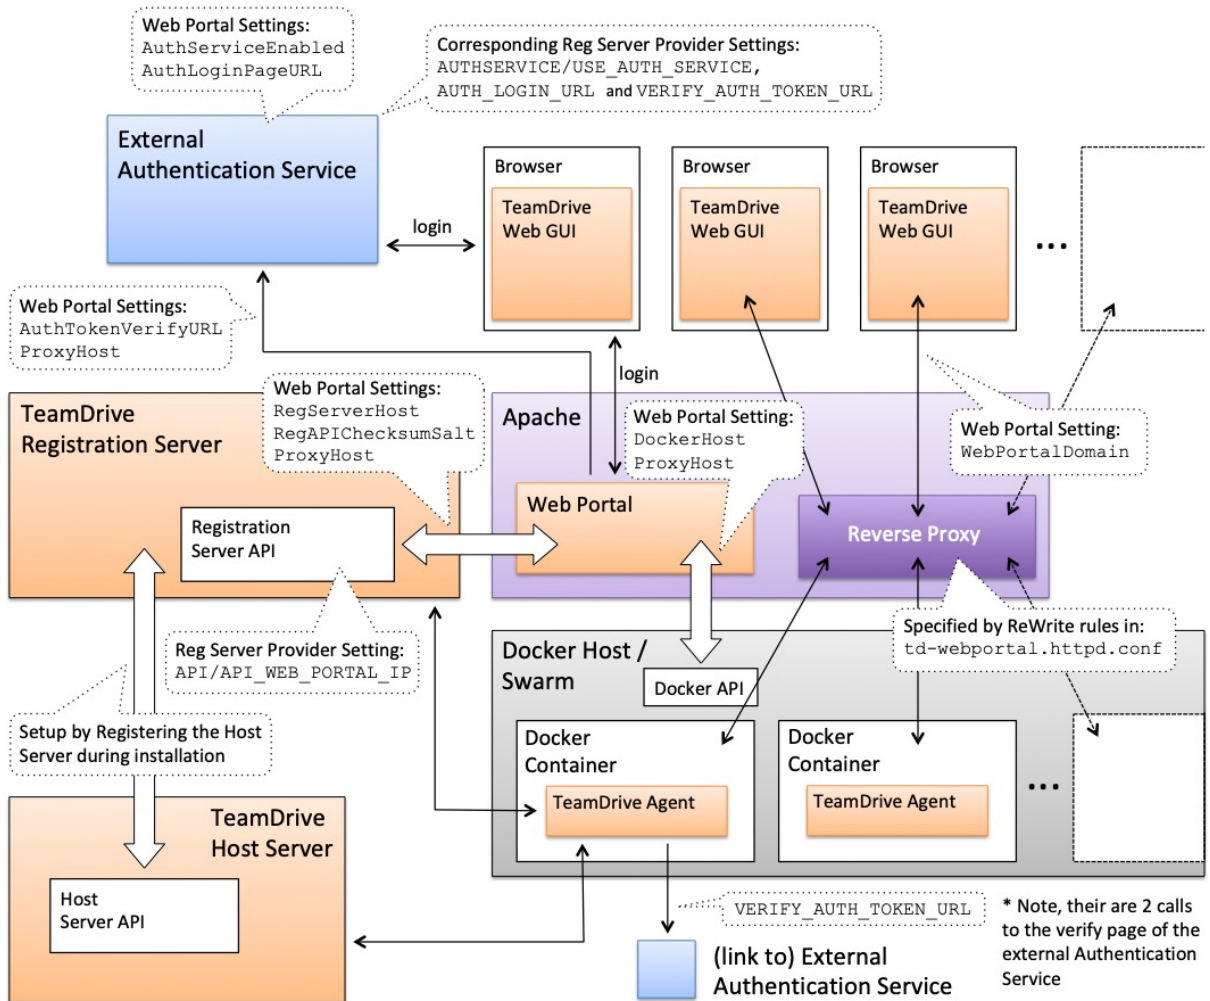 Web Portal Settings:
AuthServiceEnabled
AuthLoginPageURL
Corresponding Reg Server Provider Settings:
AUTHSERVICE/USE_AUTH_SERVICE,
AUTH_LOGIN_URL and VERIFY_AUTH_TOKEN_URL
External
Authentication Service
Browser
TeamDrive
Web GUI
Browser
TeamDrive
Web GUI
Browser
TeamDrive
Web GUI
...
login
Web Portal Settings:
AuthTokenVerifyURL
ProxyHost
login
TeamDrive
Registration Server
Web Portal Settings:
RegServerHost
RegAPIChecksumSalt
ProxyHost
Apache
Web Portal Setting:
DockerHost
ProxyHost
Web Portal Setting:
WebPortalDomain
Registration
Server API
Web Portal
Reverse Proxy
Reg Server Provider Setting:
API/API_WEB_PORTAL_IP
Docker Host /
Swarm
Docker API
Specified by ReWrite rules in:
td-webportal.httpd.conf
Setup by Registering the Host
Server during installation
Docker
Container
TeamDrive Agent
Docker
Container
TeamDrive Agent
...
TeamDrive
Host Server
Host
Server API
VERIFY_AUTH_TOKEN_URL
(link to) External
Authentication Service
* Note, their are 2 calls
to the verify page of the
external Authentication
Service